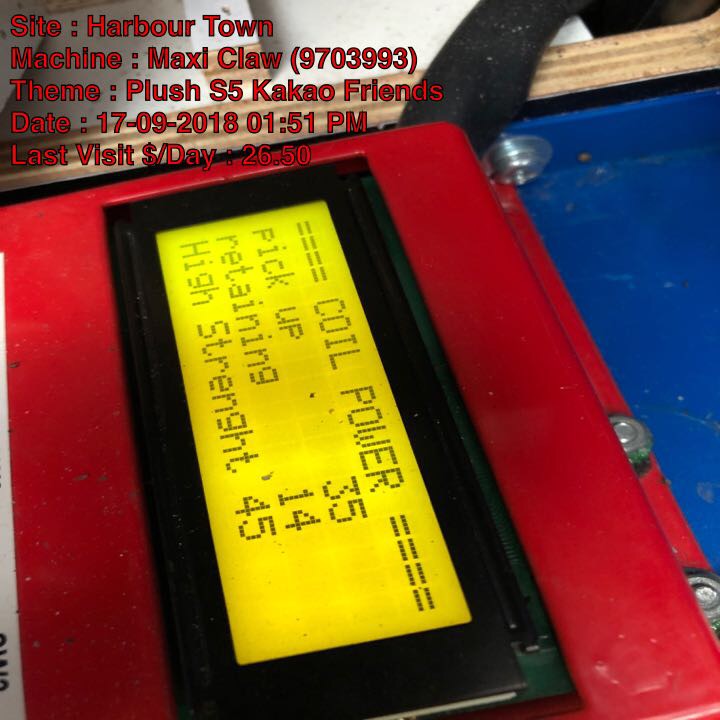 Site : Harbour Town
Machine : Maxi Claw (9703993)
Theme : Plush S5 Kakao Friends
Date : 17-09-2018 01:51 PM
Last Visit $/Day : 26.50
==== COIL POWER ====
Pick up 35
retaining 14
High Strenght. 45